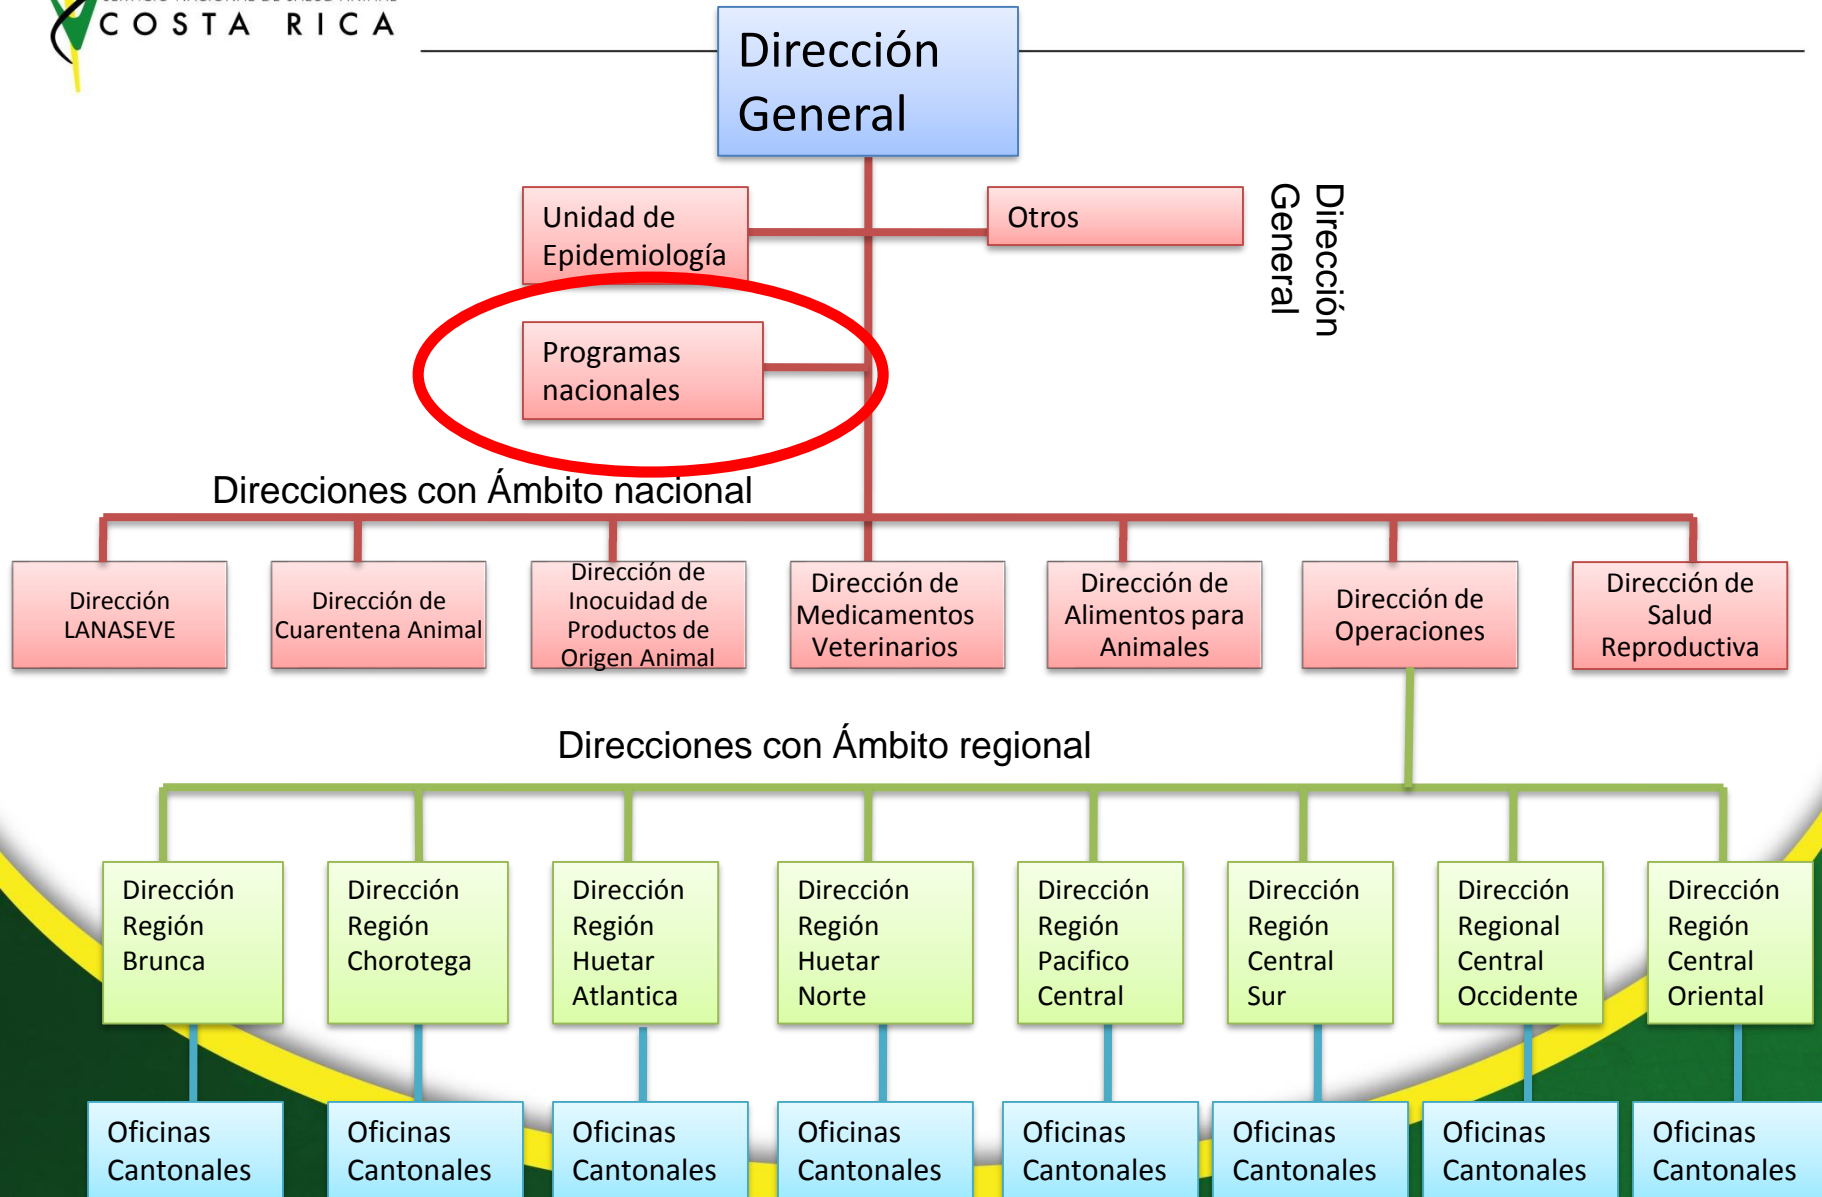 SERVICIO NACIONAL DE SALUD ANIMAL
COSTA RICA
Dirección
General
Unidad de
Epidemiología
Otros
Dirección
General
Programas
nacionales
Direcciones con Ámbito nacional
Dirección
LANASEVE
Dirección de
Cuarentena Animal
Dirección de
Inocuidad de
Productos de
Origen Animal
Dirección de
Medicamentos
Veterinarios
Dirección de
Alimentos para
Animales
Dirección de
Operaciones
Dirección de
Salud
Reproductiva
Direcciones con Ámbito regional
Dirección
Región
Brunca
Dirección
Región
Chorotega
Dirección
Región
Huetar
Atlantica
Dirección
Región
Huetar
Norte
Dirección
Región
Pacifico
Central
Dirección
Región
Central
Sur
Dirección
Regional
Central
Occidente
Dirección
Región
Central
Oriental
Oficinas
Cantonales
Oficinas
Cantonales
Oficinas
Cantonales
Oficinas
Cantonales
Oficinas
Cantonales
Oficinas
Cantonales
Oficinas
Cantonales
Oficinas
Cantonales